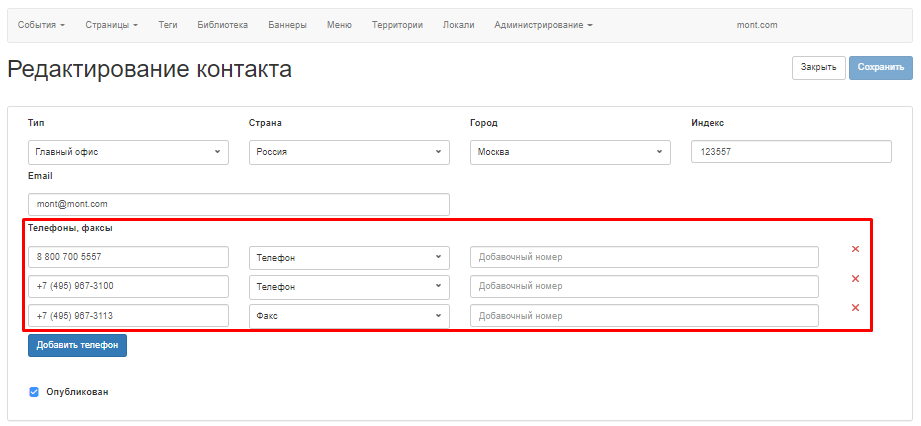 События Страницы Теги Библиотека Баннеры Меню Территории Локали Администрирование mont.com
Редактирование контакта Закрыть Сохранить
Тип Страна Город Индекс
Главный офис Россия Москва 123557
Email
mont@mont.com
Телефоны, факсы
8 800 700 5557 Телефон Добавочный номер
+7 (495) 967-3100 Телефон Добавочный номер
+7 (495) 967-3113 Факс Добавочный номер
Добавить телефон
Опубликован